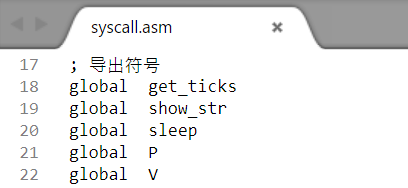 syscall.asm
17 ; 导出符号
18 global get_ticks
19 global show_str
20 global sleep
21 global P
22 global V